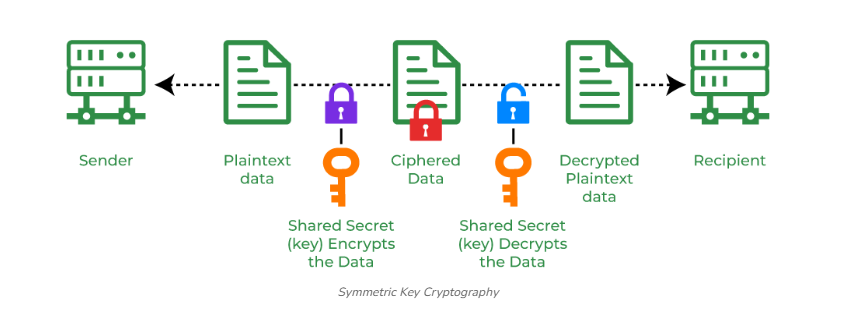 Sender
Plaintext
data
Ciphered
Data
Decrypted
Plaintext
data
Recipient
Shared Secret
(key) Encrypts
the Data
Shared Secret
(key) Decrypts
the Data
Symmetric Key Cryptography